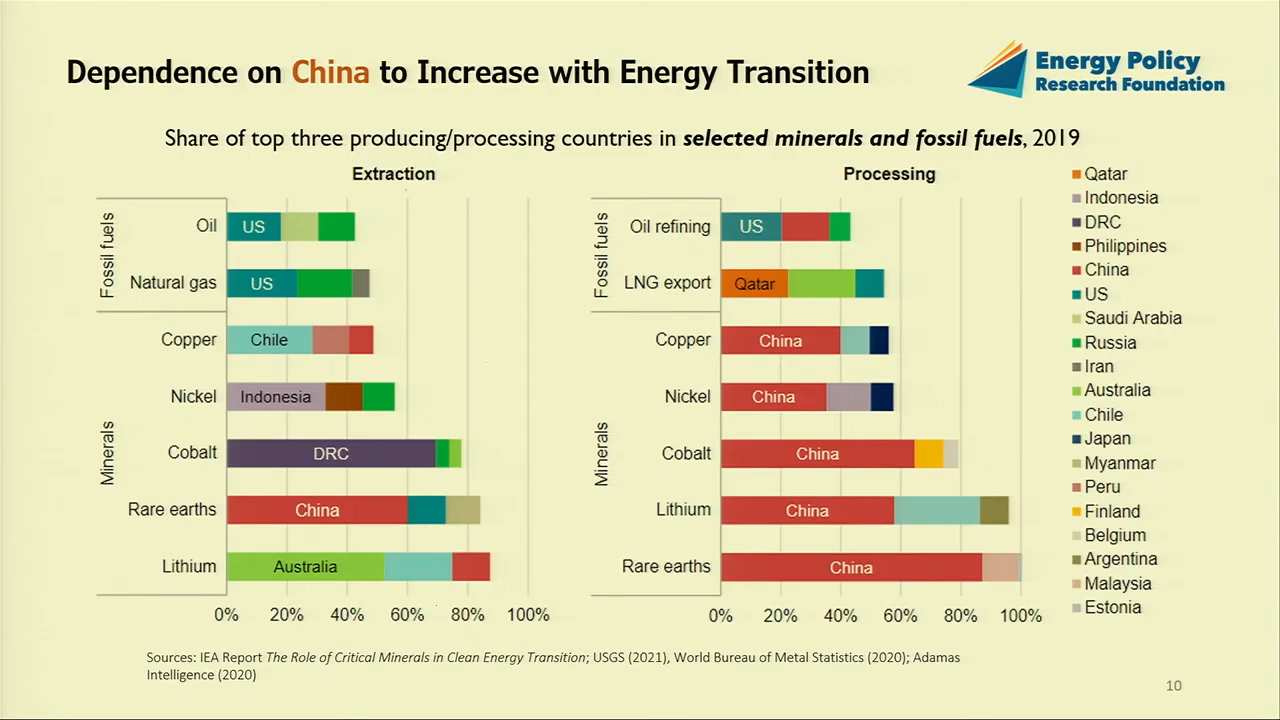 Dependence on China to Increase with Energy Transition
Energy Policy
Research Foundation
Share of top three producing/processing countries in selected minerals and fossil fuels, 2019
Extraction
Fossil fuels
Oil
US
Natural gas
US
Minerals
Copper
Chile
Nickel
Indonesia
Cobalt
DRC
Rare earths
China
Lithium
Australia
0% 20% 40% 60% 80% 100%
Processing
Fossil fuels
Oil refining
US
LNG export
Qatar
Minerals
Copper
China
Nickel
China
Cobalt
China
Lithium
China
Rare earths
China
0% 20% 40% 60% 80% 100%
Qatar
Indonesia
DRC
Philippines
China
US
Saudi Arabia
Russia
Iran
Australia
Chile
Japan
Myanmar
Peru
Finland
Belgium
Argentina
Malaysia
Estonia
Sources: IEA Report The Role of Critical Minerals in Clean Energy Transition; USGS (2021), World Bureau of Metal Statistics (2020); Adamas
Intelligence (2020)
10